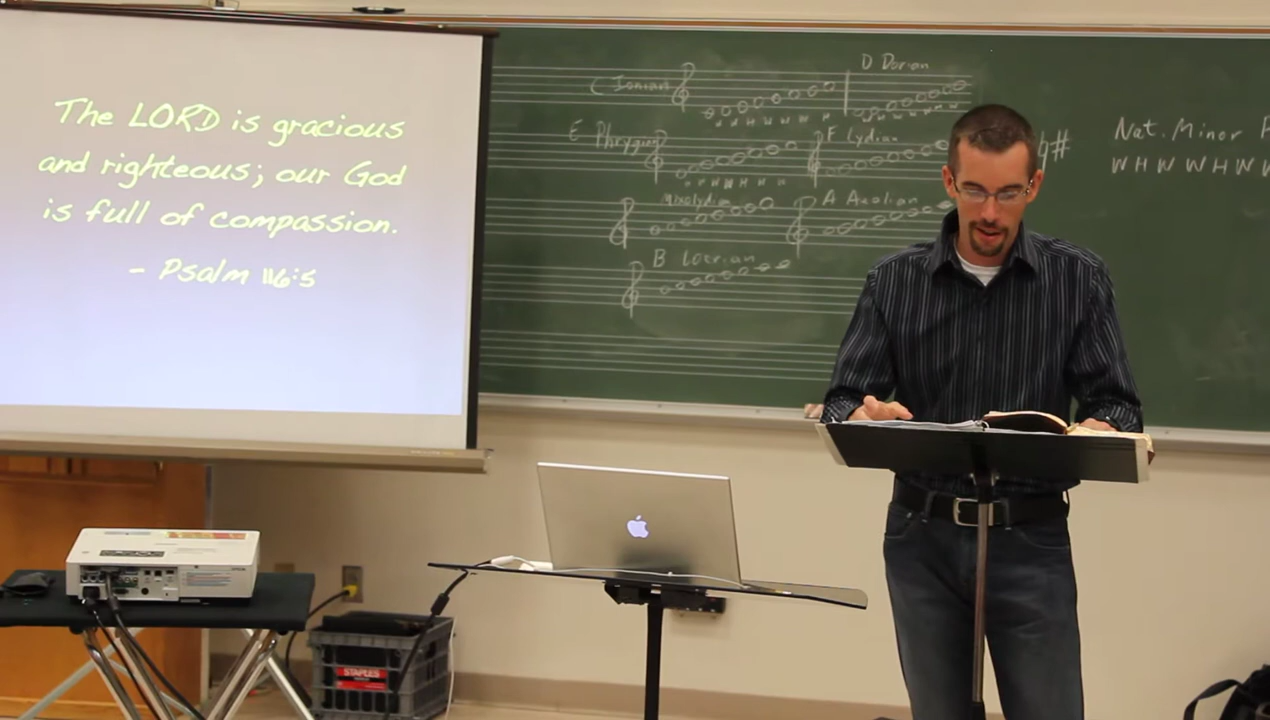 The LORD is gracious
and righteous; our God
is full of compassion.
- Psalm 116:5
C Ionian
D Dorian
E Phrygian
F Lydian
Mixolydian
A Aeolian
B Locrian
Nat. Minor
W H W W H W W
STAPLES